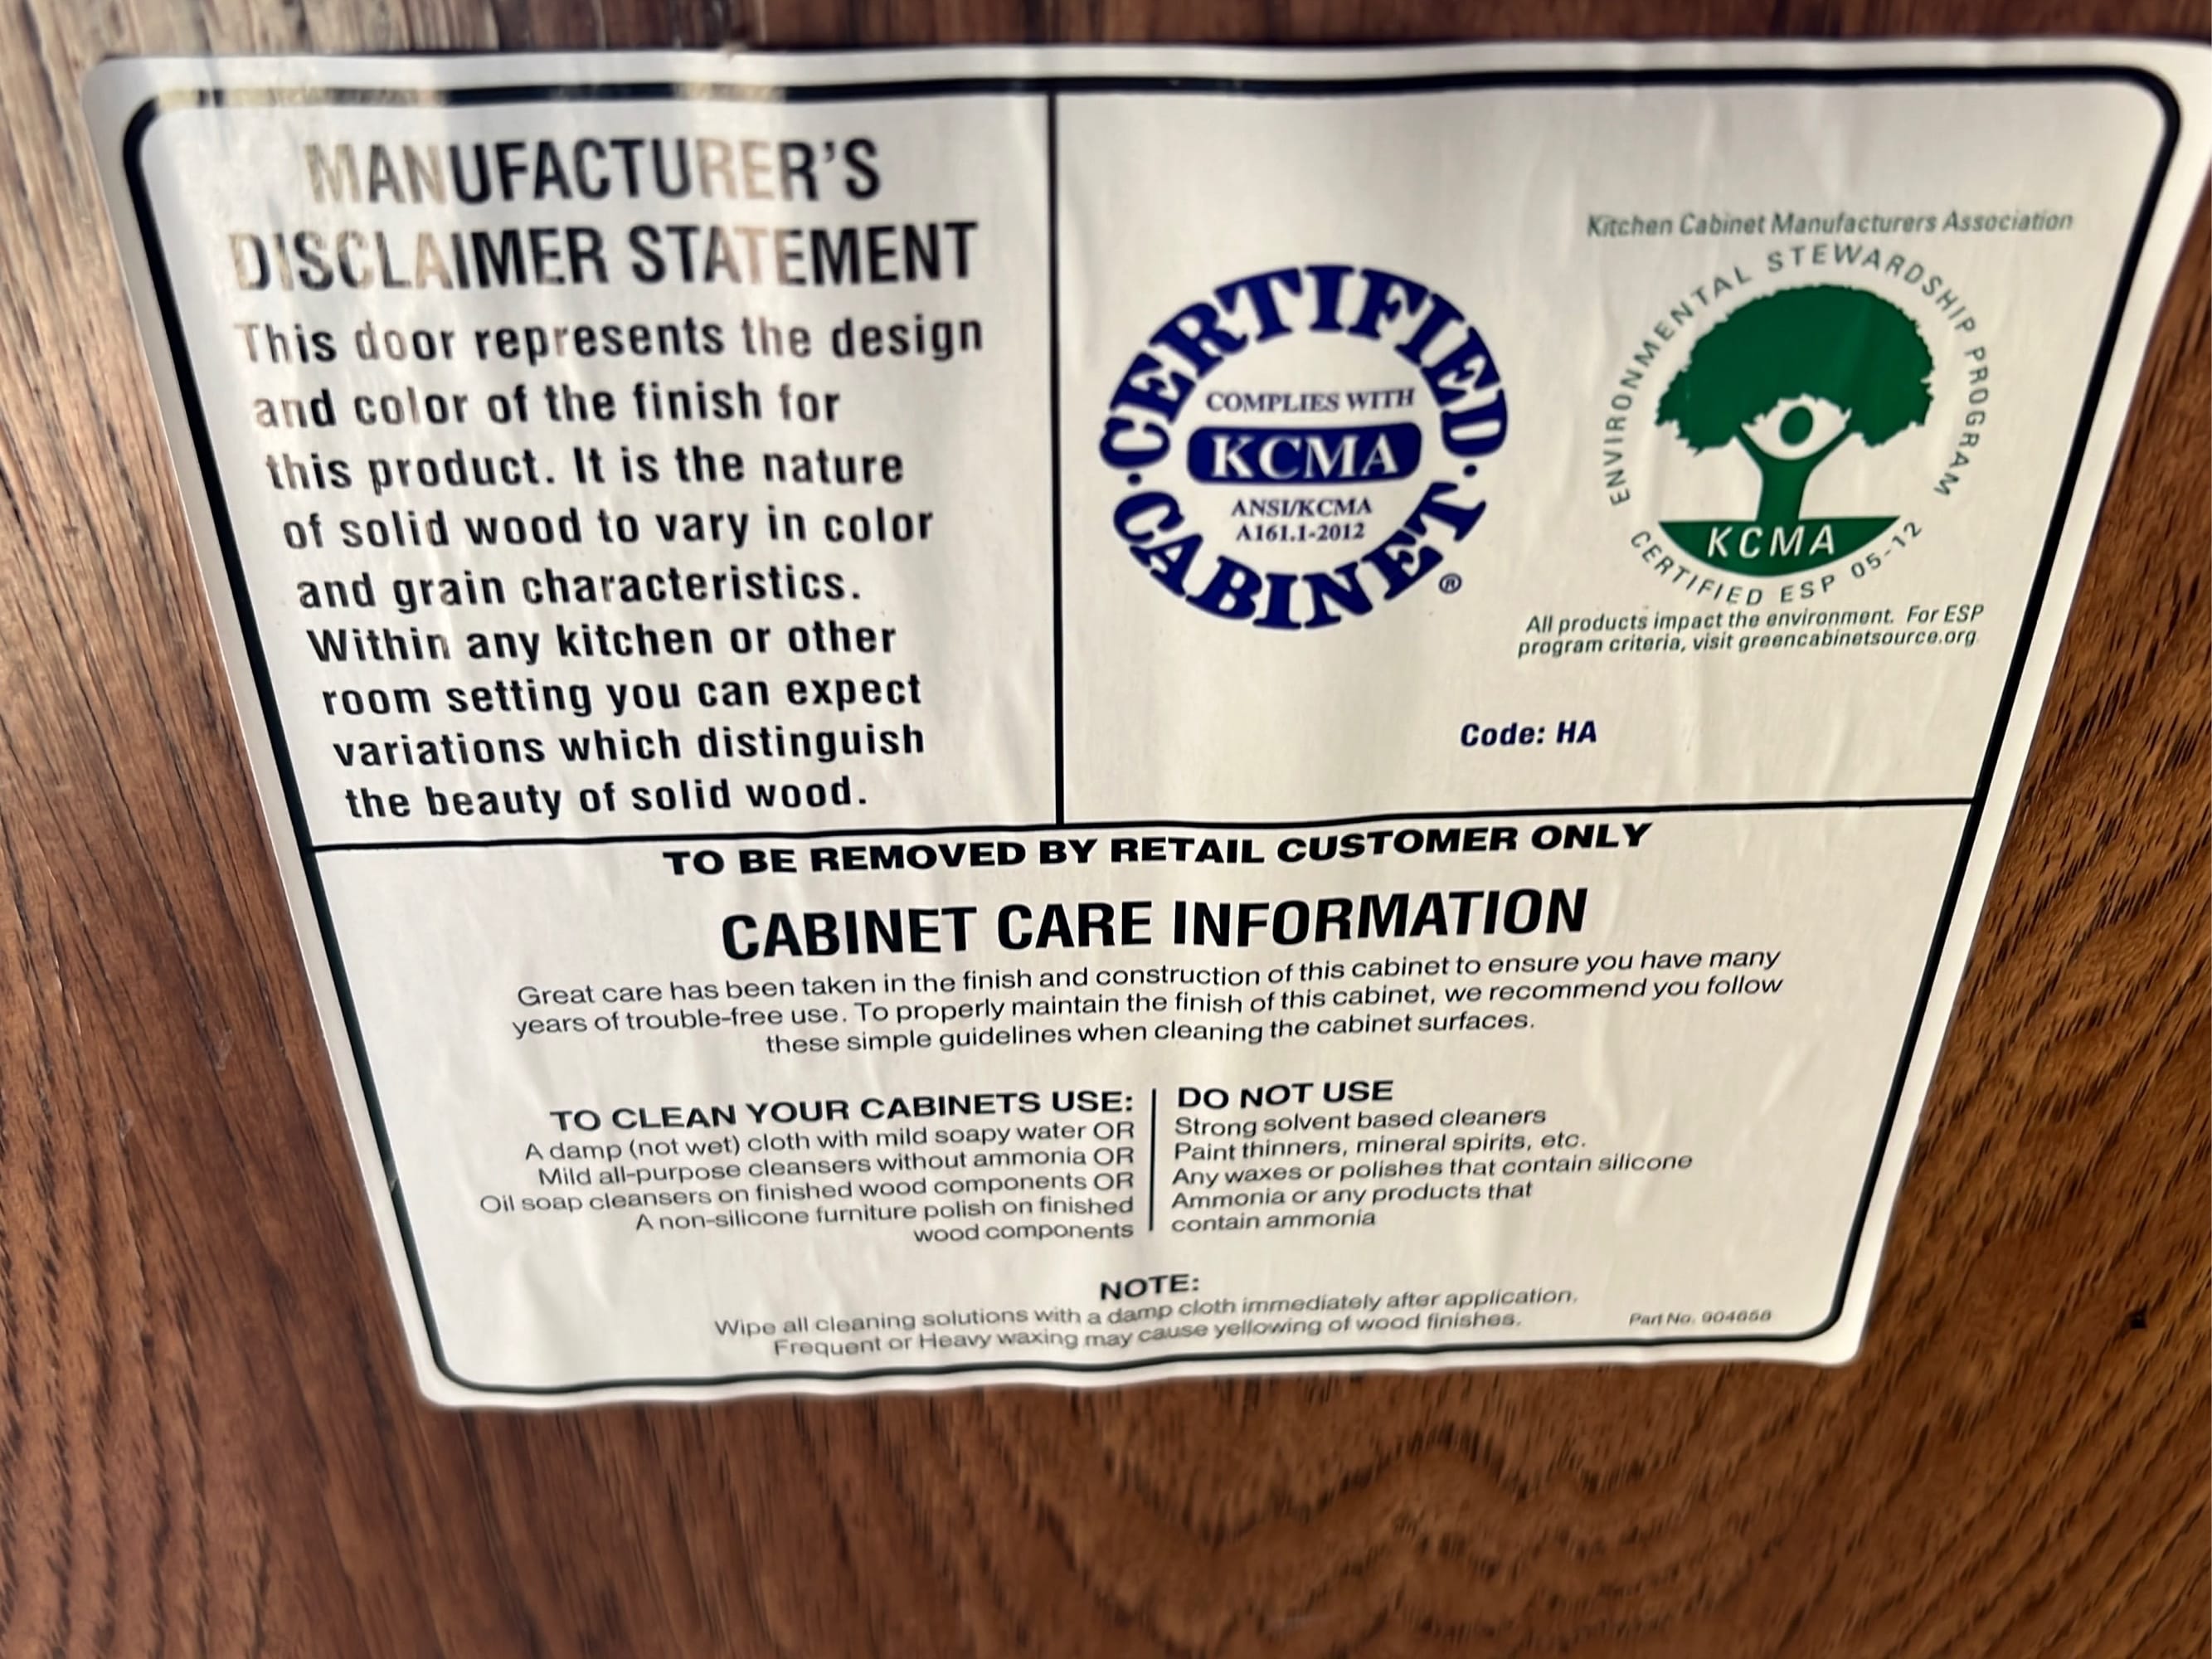 MANUFACTURER'S
DISCLAIMER STATEMENT
This door represents the design
and color of the finish for
this product. It is the nature
of solid wood to vary in color
and grain characteristics.
Within any kitchen or other
room setting you can expect
variations which distinguish
the beauty of solid wood.
CERTIFIED
COMPLIES WITH
KCMA
ANSI/KCMA
A161.1-2012
CABINET®
Kitchen Cabinet Manufacturers Association
ENVIRONMENTAL STEWARDSHIP PROGRAM
KCMA
CERTIFIED ESP 05-12
All products impact the environment. For ESP
program criteria, visit greencabinetsource.org
Code: HA
TO BE REMOVED BY RETAIL CUSTOMER ONLY
CABINET CARE INFORMATION
Great care has been taken in the finish and construction of this cabinet to ensure you have many
years of trouble-free use. To properly maintain the finish of this cabinet, we recommend you follow
these simple guidelines when cleaning the cabinet surfaces.
TO CLEAN YOUR CABINETS USE:
A damp (not wet) cloth with mild soapy water OR
Mild all-purpose cleansers without ammonia OR
Oil soap cleansers on finished wood components OR
A non-silicone furniture polish on finished
wood components
DO NOT USE
Strong solvent based cleaners
Paint thinners, mineral spirits, etc.
Any waxes or polishes that contain silicone
Ammonia or any products that
contain ammonia
NOTE:
Wipe all cleaning solutions with a damp cloth immediately after application.
Frequent or Heavy waxing may cause yellowing of wood finishes.
Part No. 904658